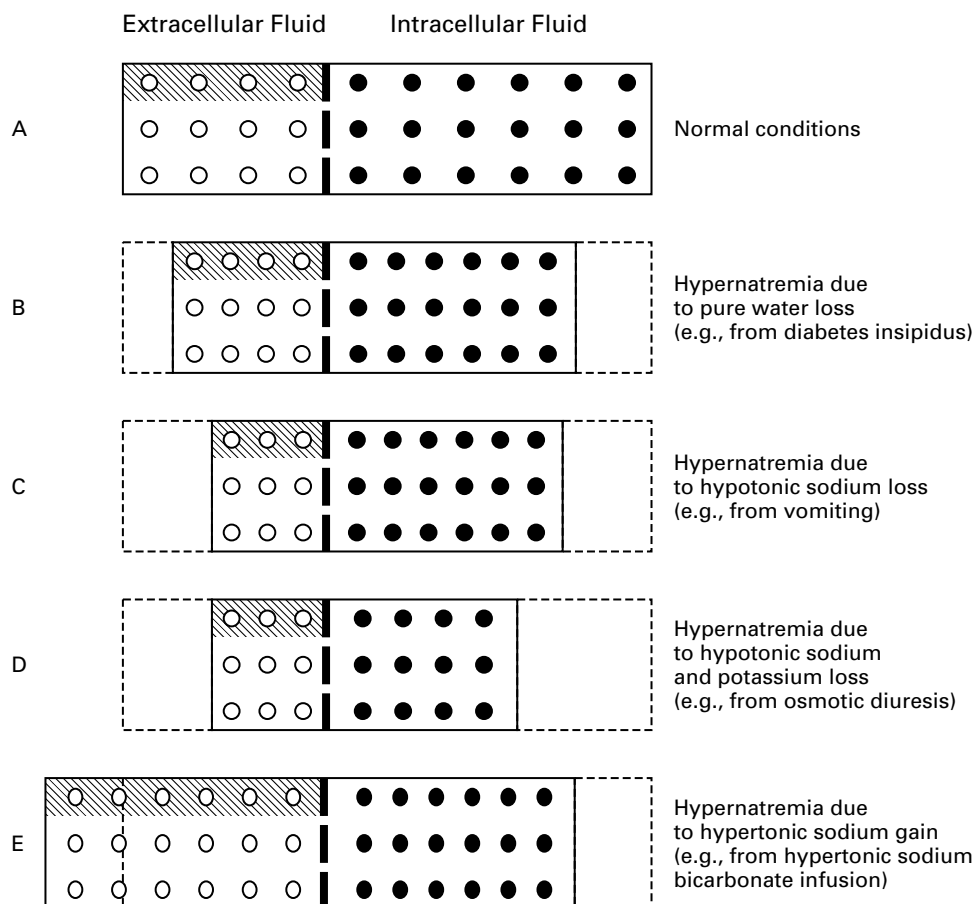 Extracellular Fluid Intracellular Fluid
A
Normal conditions
B
Hypernatremia due
to pure water loss
(e.g., from diabetes insipidus)
C
Hypernatremia due
to hypotonic sodium loss
(e.g., from vomiting)
D
Hypernatremia due
to hypotonic sodium
and potassium loss
(e.g., from osmotic diuresis)
E
Hypernatremia due
to hypertonic sodium gain
(e.g., from hypertonic sodium
bicarbonate infusion)